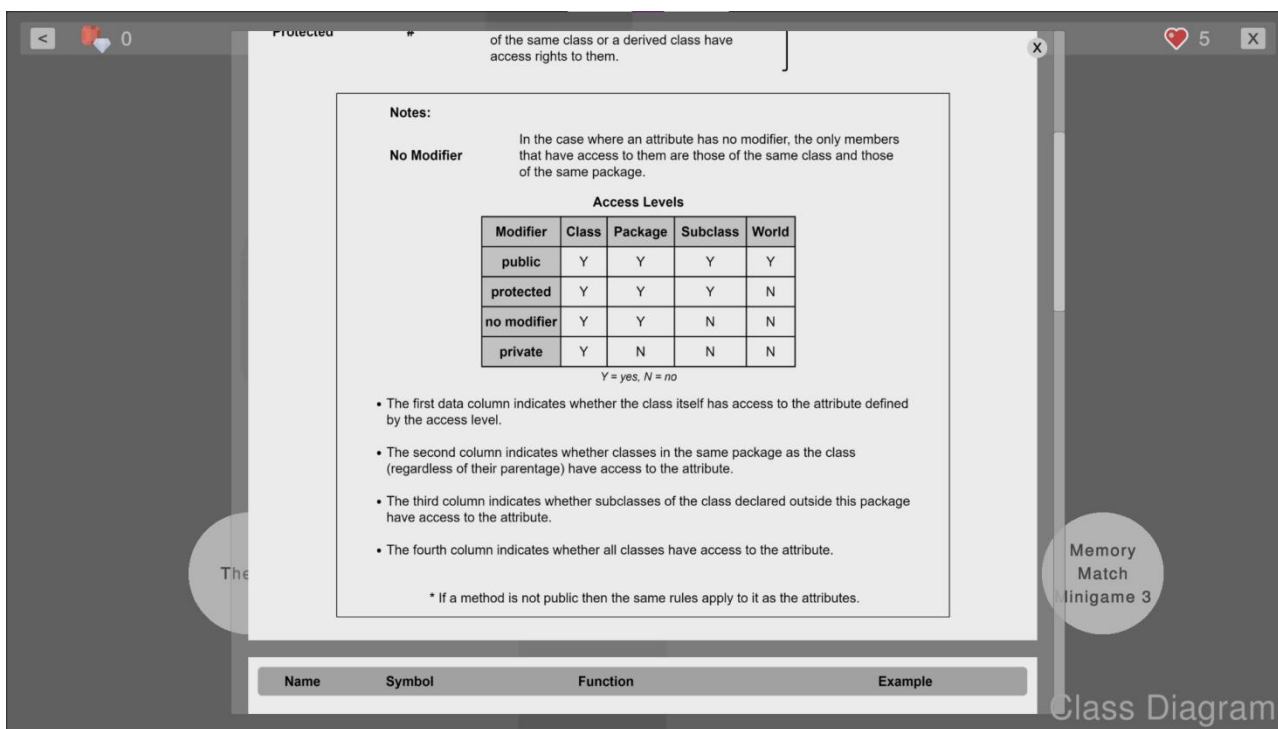 <
0
5
X
Protected #
of the same class or a derived class have
access rights to them.
X
Notes:
No Modifier
In the case where an attribute has no modifier, the only members
that have access to them are those of the same class and those
of the same package.
Access Levels
Modifier Class Package Subclass World
public Y Y Y Y
protected Y Y Y N
no modifier Y Y N N
private Y N N N
Y = yes, N = no
• The first data column indicates whether the class itself has access to the attribute defined
by the access level.
• The second column indicates whether classes in the same package as the class
(regardless of their parentage) have access to the attribute.
• The third column indicates whether subclasses of the class declared outside this package
have access to the attribute.
• The fourth column indicates whether all classes have access to the attribute.
* If a method is not public then the same rules apply to it as the attributes.
The
Memory
Match
Minigame 3
Name Symbol Function Example
Class Diagram